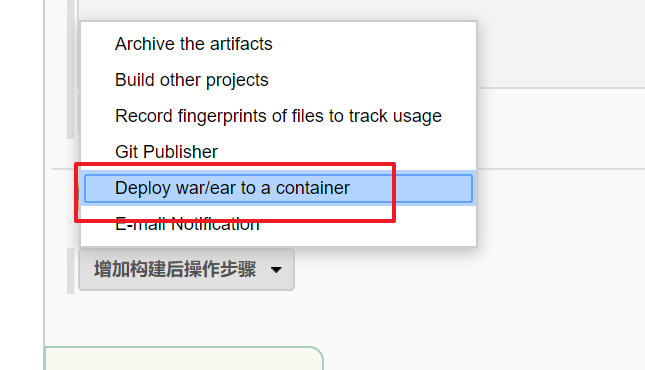 Archive the artifacts
Build other projects
Record fingerprints of files to track usage
Git Publisher
Deploy war/ear to a container
E-mail Notification
增加构建后操作步骤